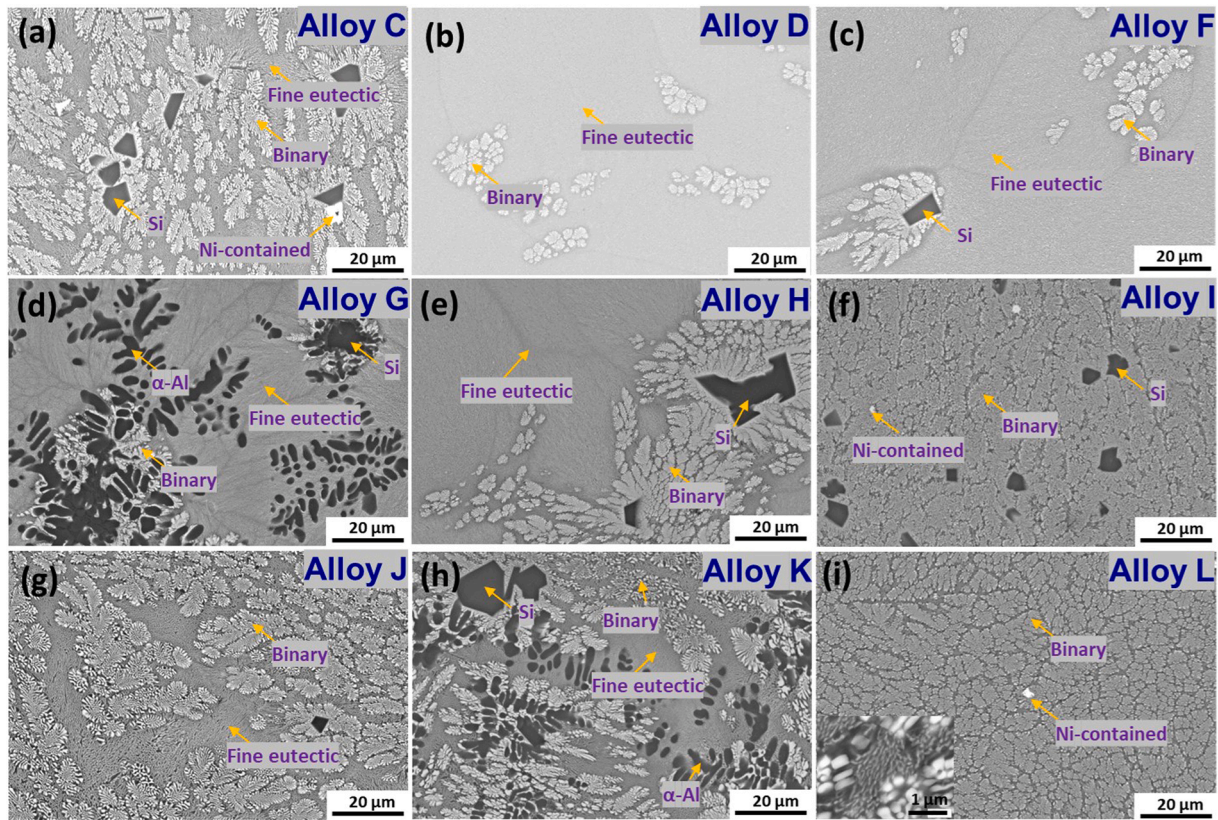 (a)
Alloy C
Fine eutectic
Binary
Si
Ni-contained
20 μm
(b)
Alloy D
Fine eutectic
Binary
20 μm
(c)
Alloy F
Binary
Fine eutectic
Si
20 μm
(d)
Alloy G
α-Al
Si
Fine eutectic
Binary
20 μm
(e)
Alloy H
Fine eutectic
Si
Binary
20 μm
(f)
Alloy I
Si
Binary
Ni-contained
20 μm
(g)
Alloy J
Binary
Fine eutectic
20 μm
(h)
Alloy K
Si
Binary
Fine eutectic
α-Al
20 μm
(i)
Alloy L
Binary
Ni-contained
1 μm
20 μm